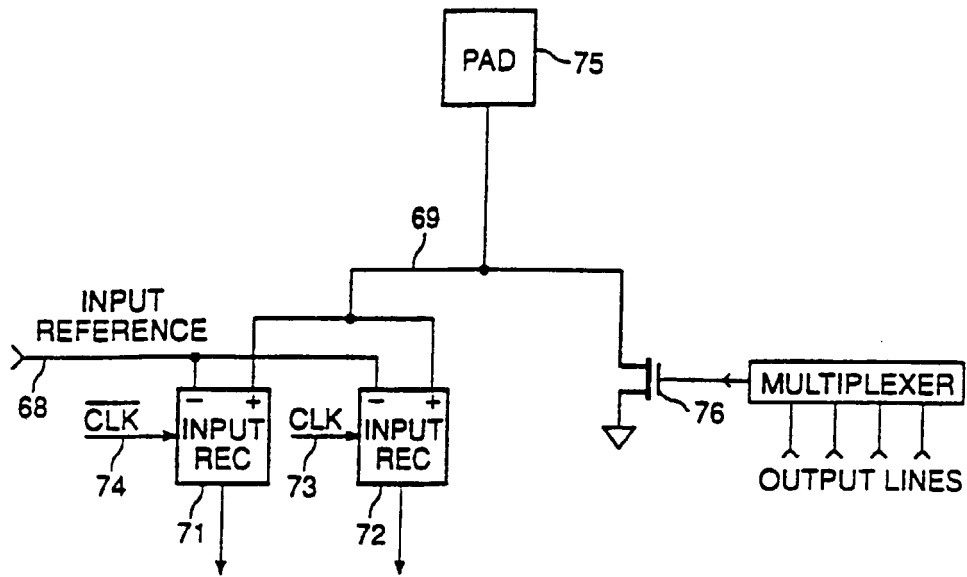 PAD
75
69
INPUT
REFERENCE
68
− +
INPUT
REC
C̅L̅K̅
74
71
− +
INPUT
REC
CLK
73
72
76
MULTIPLEXER
OUTPUT LINES